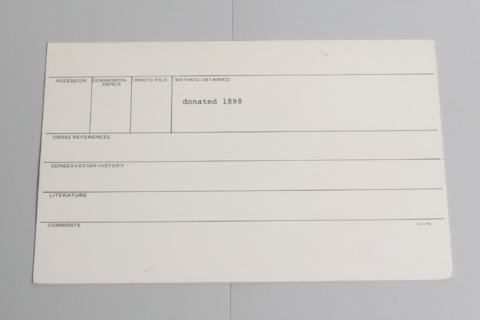 ACCESSION CORRESPON- PHOTO FILE METHOD OBTAINED
DENCE
donated 1898
CROSS REFERENCES
CONSERVATION HISTORY
LITERATURE
COMMENTS